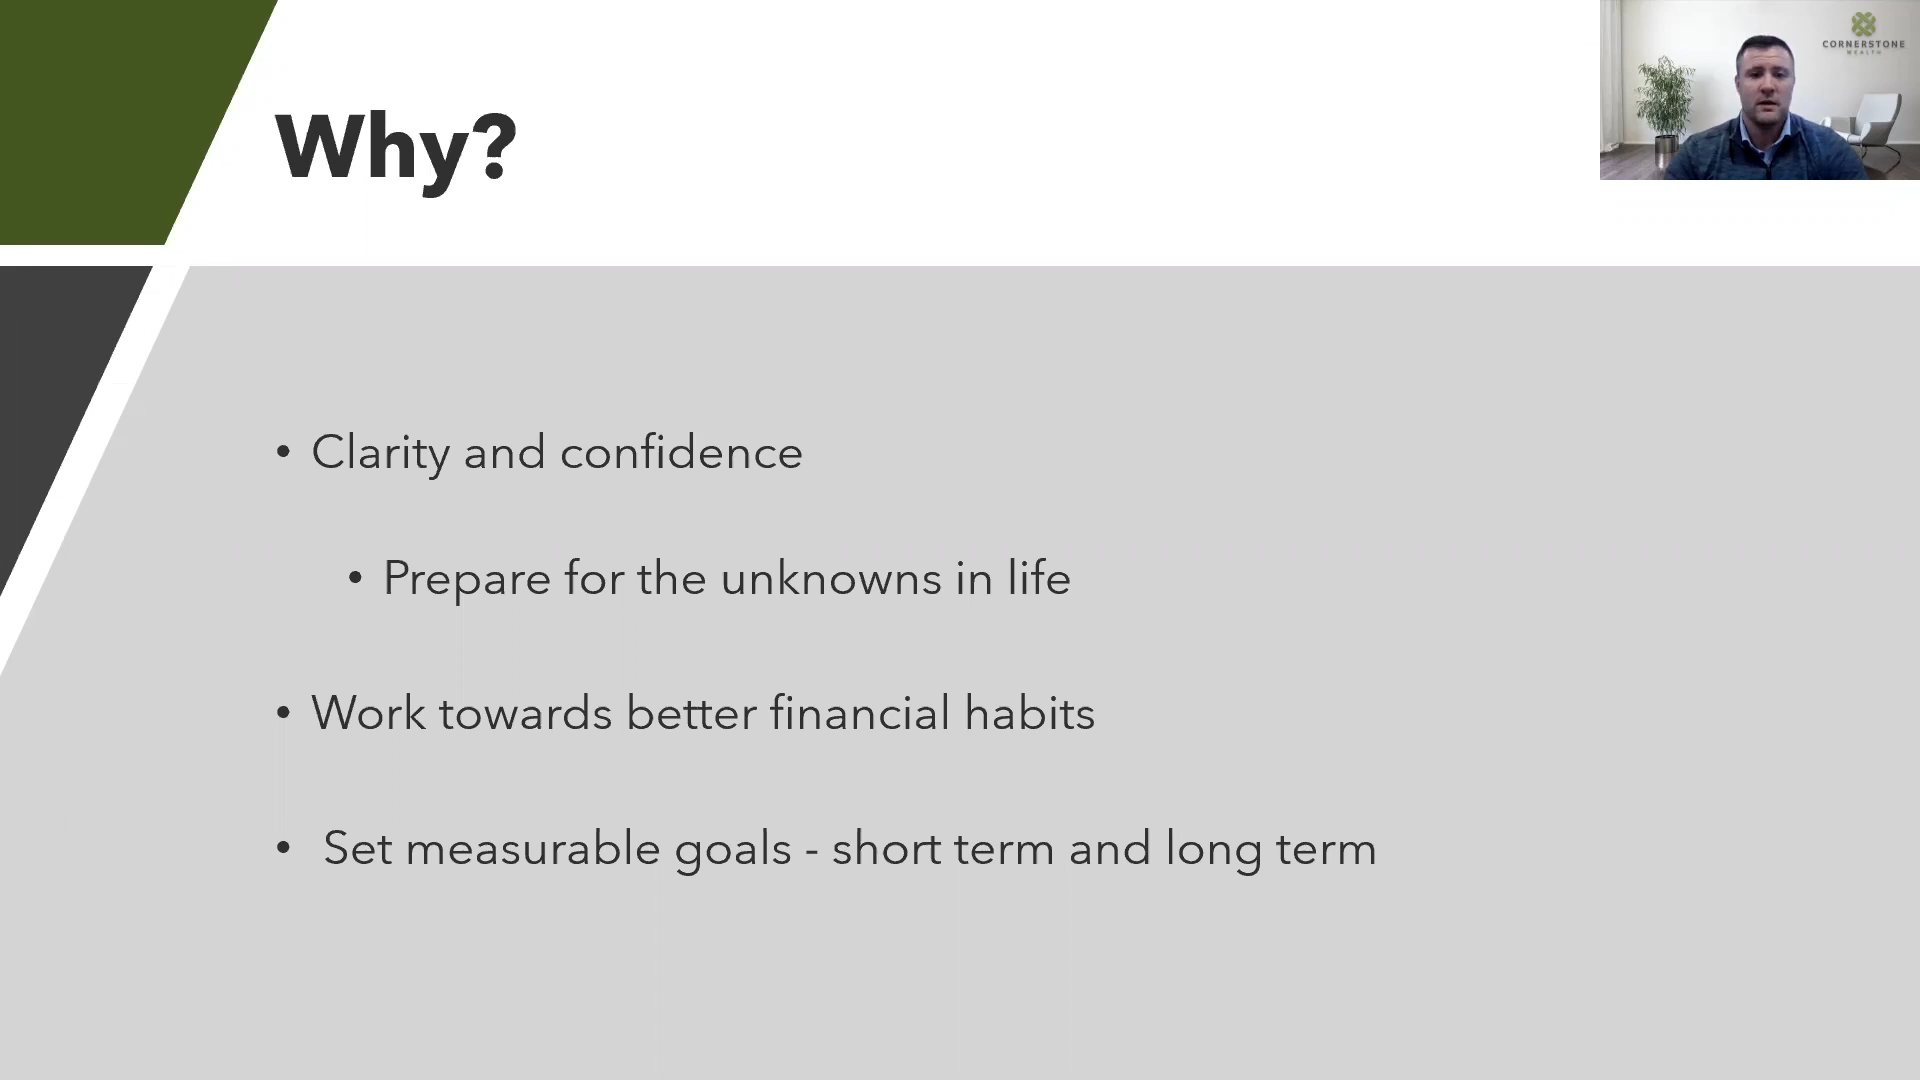 Why?
CORNERSTONE
WEALTH
• Clarity and confidence
• Prepare for the unknowns in life
• Work towards better financial habits
• Set measurable goals - short term and long term